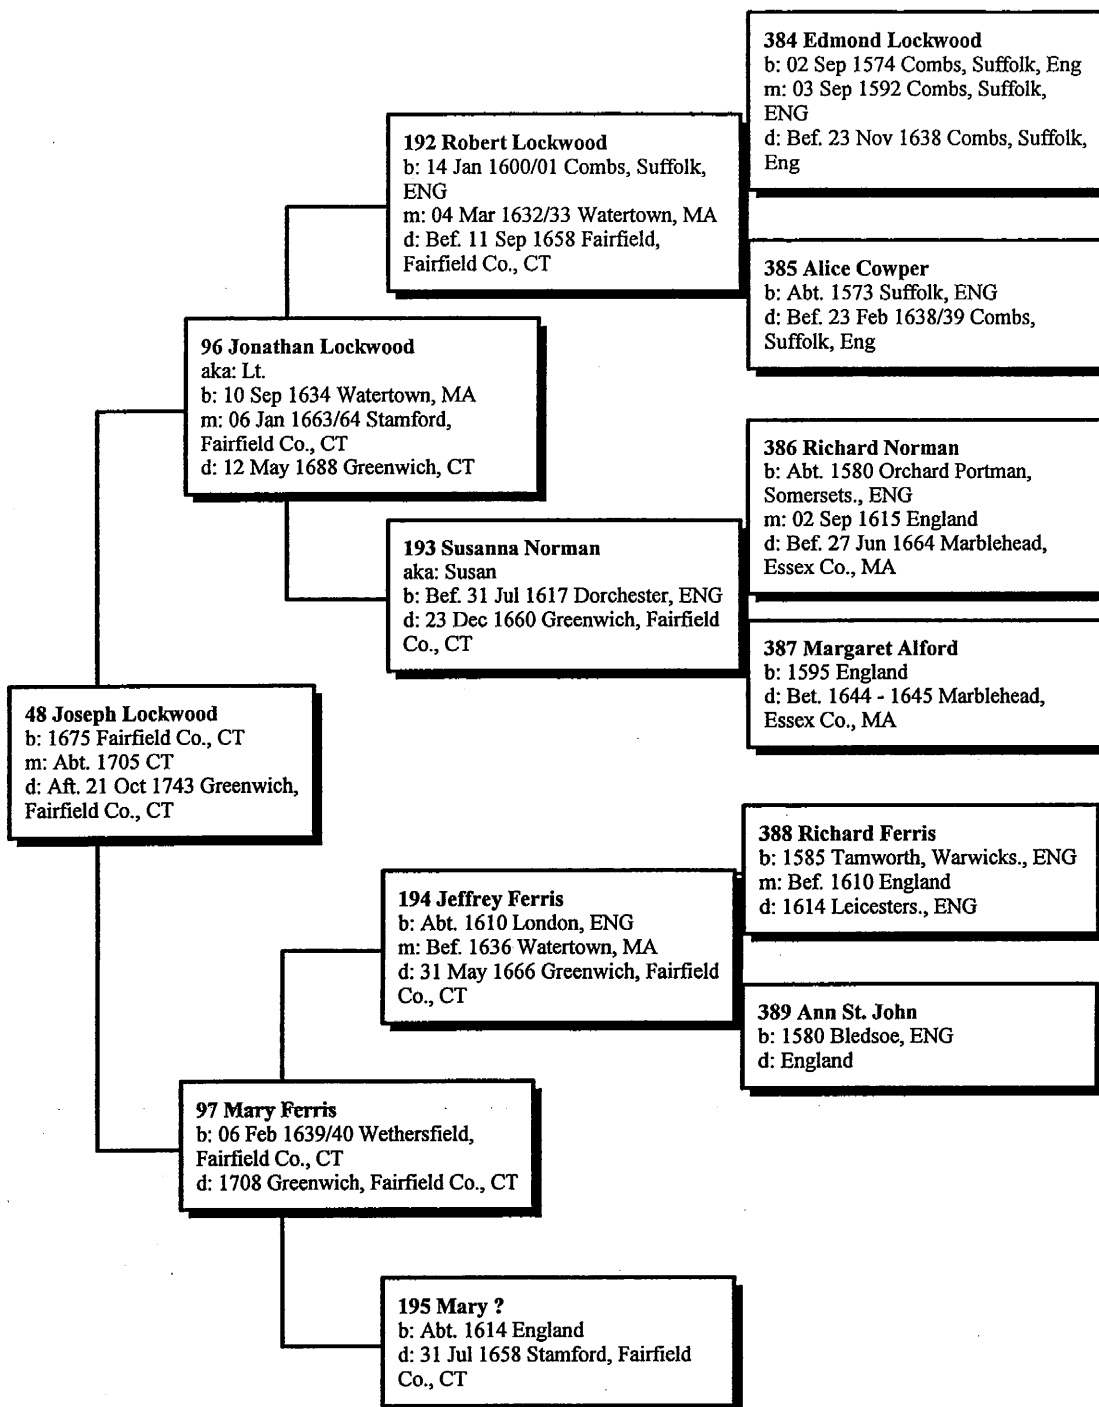 384 Edmond Lockwood
b: 02 Sep 1574 Combs, Suffolk, Eng
m: 03 Sep 1592 Combs, Suffolk,
ENG
d: Bef. 23 Nov 1638 Combs, Suffolk,
Eng
192 Robert Lockwood
b: 14 Jan 1600/01 Combs, Suffolk,
ENG
m: 04 Mar 1632/33 Watertown, MA
d: Bef. 11 Sep 1658 Fairfield,
Fairfield Co., CT
385 Alice Cowper
b: Abt. 1573 Suffolk, ENG
d: Bef. 23 Feb 1638/39 Combs,
Suffolk, Eng
96 Jonathan Lockwood
aka: Lt.
b: 10 Sep 1634 Watertown, MA
m: 06 Jan 1663/64 Stamford,
Fairfield Co., CT
d: 12 May 1688 Greenwich, CT
386 Richard Norman
b: Abt. 1580 Orchard Portman,
Somersets., ENG
m: 02 Sep 1615 England
d: Bef. 27 Jun 1664 Marblehead,
Essex Co., MA
193 Susanna Norman
aka: Susan
b: Bef. 31 Jul 1617 Dorchester, ENG
d: 23 Dec 1660 Greenwich, Fairfield
Co., CT
387 Margaret Alford
b: 1595 England
d: Bet. 1644 - 1645 Marblehead,
Essex Co., MA
48 Joseph Lockwood
b: 1675 Fairfield Co., CT
m: Abt. 1705 CT
d: Aft. 21 Oct 1743 Greenwich,
Fairfield Co., CT
388 Richard Ferris
b: 1585 Tamworth, Warwicks., ENG
m: Bef. 1610 England
d: 1614 Leicesters., ENG
194 Jeffrey Ferris
b: Abt. 1610 London, ENG
m: Bef. 1636 Watertown, MA
d: 31 May 1666 Greenwich, Fairfield
Co., CT
389 Ann St. John
b: 1580 Bledsoe, ENG
d: England
97 Mary Ferris
b: 06 Feb 1639/40 Wethersfield,
Fairfield Co., CT
d: 1708 Greenwich, Fairfield Co., CT
195 Mary ?
b: Abt. 1614 England
d: 31 Jul 1658 Stamford, Fairfield
Co., CT